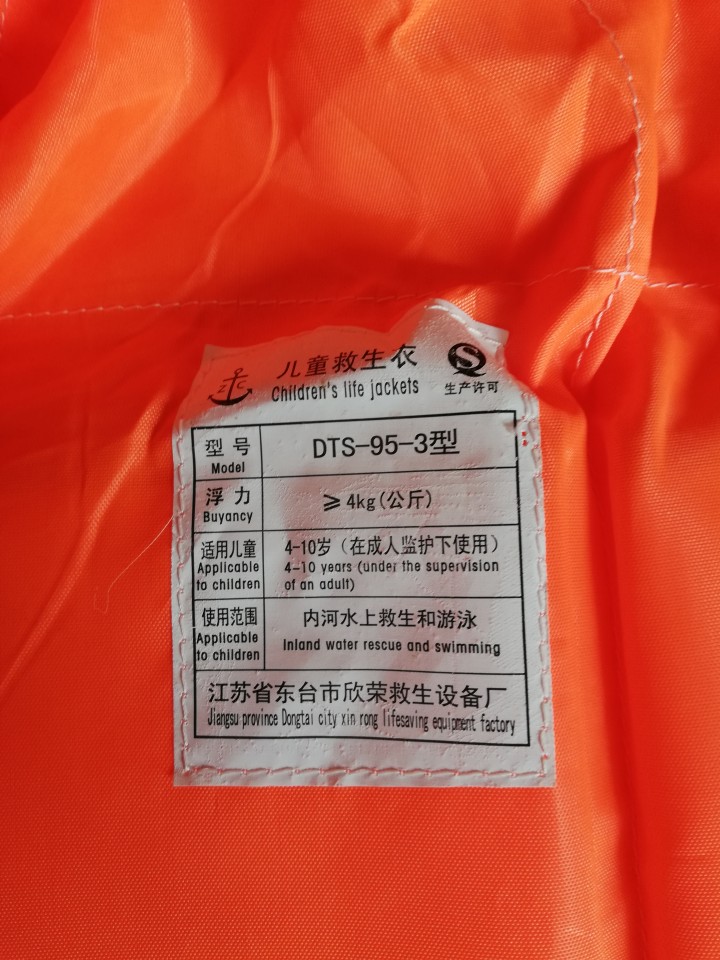 儿童救生衣
Children's life jackets
Z C
生产许可
型号 DTS-95-3型
Model
浮力 ⩾4kg(公斤)
Buyancy
适用儿童 4-10岁（在成人监护下使用）
Applicable 4-10 years (under the supervision
to children of an adult)
使用范围 内河水上救生和游泳
Applicable Inland water rescue and swimming
to children
江苏省东台市欣荣救生设备厂
Jiangsu province Dongtai city xin rong lifesaving equipment factory